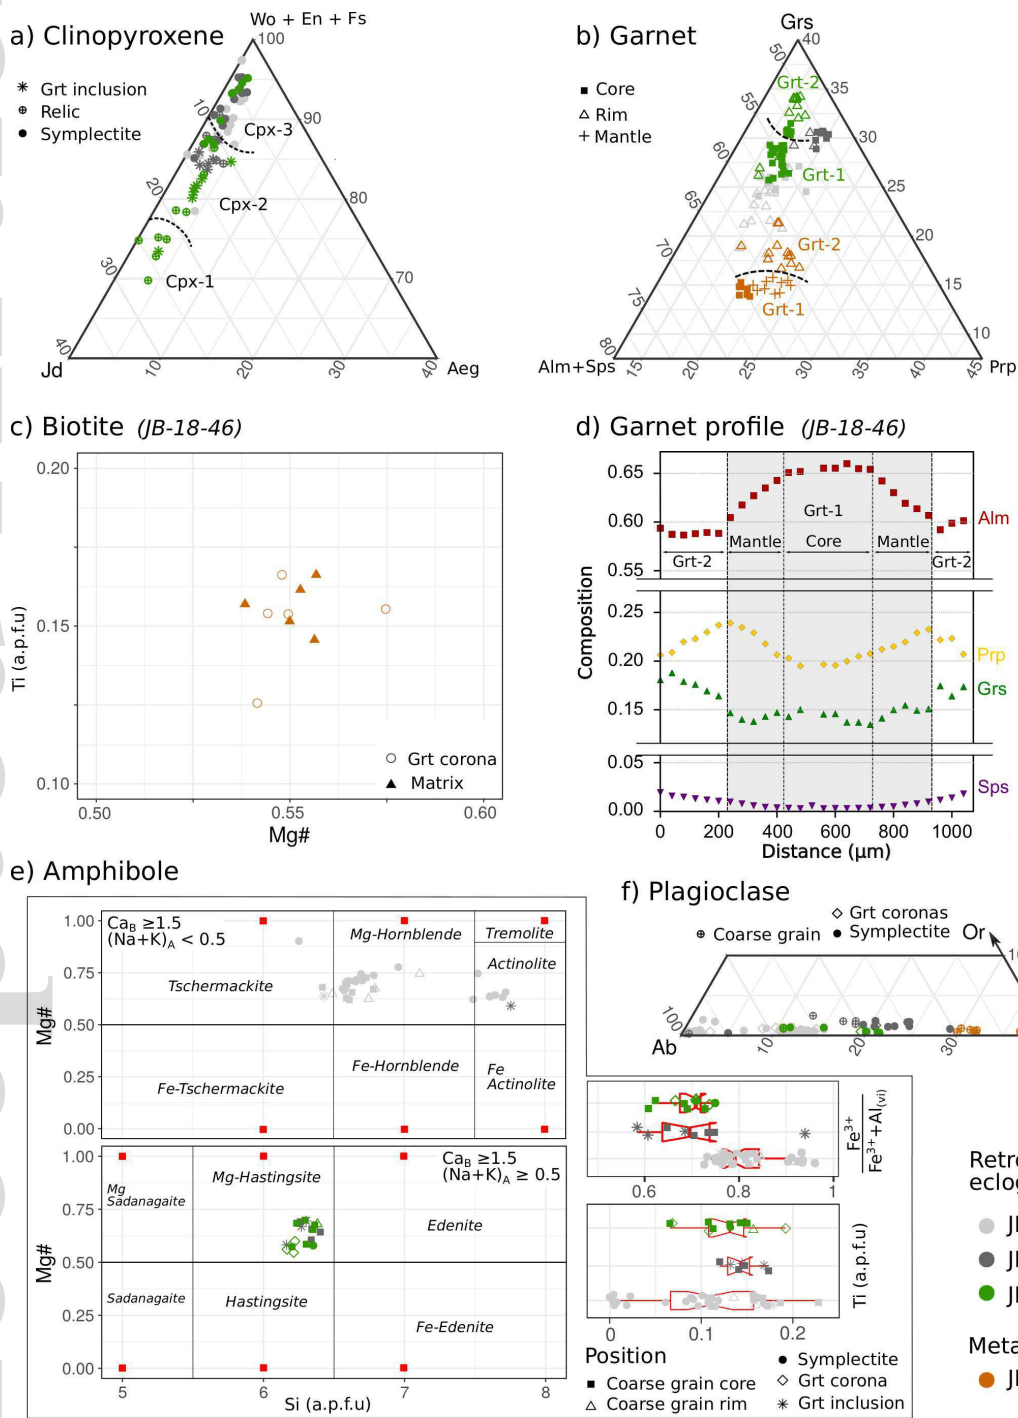 a) Clinopyroxene
Wo + En + Fs
100
Grt inclusion
Relic
Symplectite
10
90
Cpx-3
20
80
Cpx-2
30
70
Cpx-1
40
Jd
10
20
30
40
Aeg
b) Garnet
Grs
40
50
Core
Rim
Mantle
Grt-2
35
55
30
60
Grt-1
25
65
20
Grt-2
70
15
Grt-1
75
10
80
Alm+Sps
15
20
25
30
35
40
45
Prp
c) Biotite (JB-18-46)
0.20
Ti (a.p.f.u)
0.15
0.10
Grt corona
Matrix
0.50
0.55
0.60
Mg#
d) Garnet profile (JB-18-46)
Composition
0.65
0.60
0.55
Grt-1
Alm
Mantle
Core
Mantle
Grt-2
Grt-2
0.25
0.20
0.15
Prp
Grs
0.05
0.00
Sps
0
200
400
600
800
1000
Distance (µm)
e) Amphibole
CaB ≥1.5
(Na+K)A < 0.5
1.00
0.75
0.50
0.25
0.00
Mg#
Mg-Hornblende
Tremolite
Actinolite
Tschermackite
Fe-Hornblende
Fe
Actinolite
Fe-Tschermackite
CaB ≥1.5
(Na+K)A ≥ 0.5
1.00
0.75
0.50
0.25
0.00
Mg#
Mg
Sadanagaite
Mg-Hastingsite
Edenite
Sadanagaite
Hastingsite
Fe-Edenite
5
6
7
8
Si (a.p.f.u)
f) Plagioclase
Grt coronas
Coarse grain
Symplectite
Or
100
Ab
10
20
30
Fe3+
Fe3++Al(vi)
0.6
0.8
1
Ti (a.p.f.u)
0
0.1
0.2
Position
Coarse grain core
Coarse grain rim
Symplectite
Grt corona
Grt inclusion